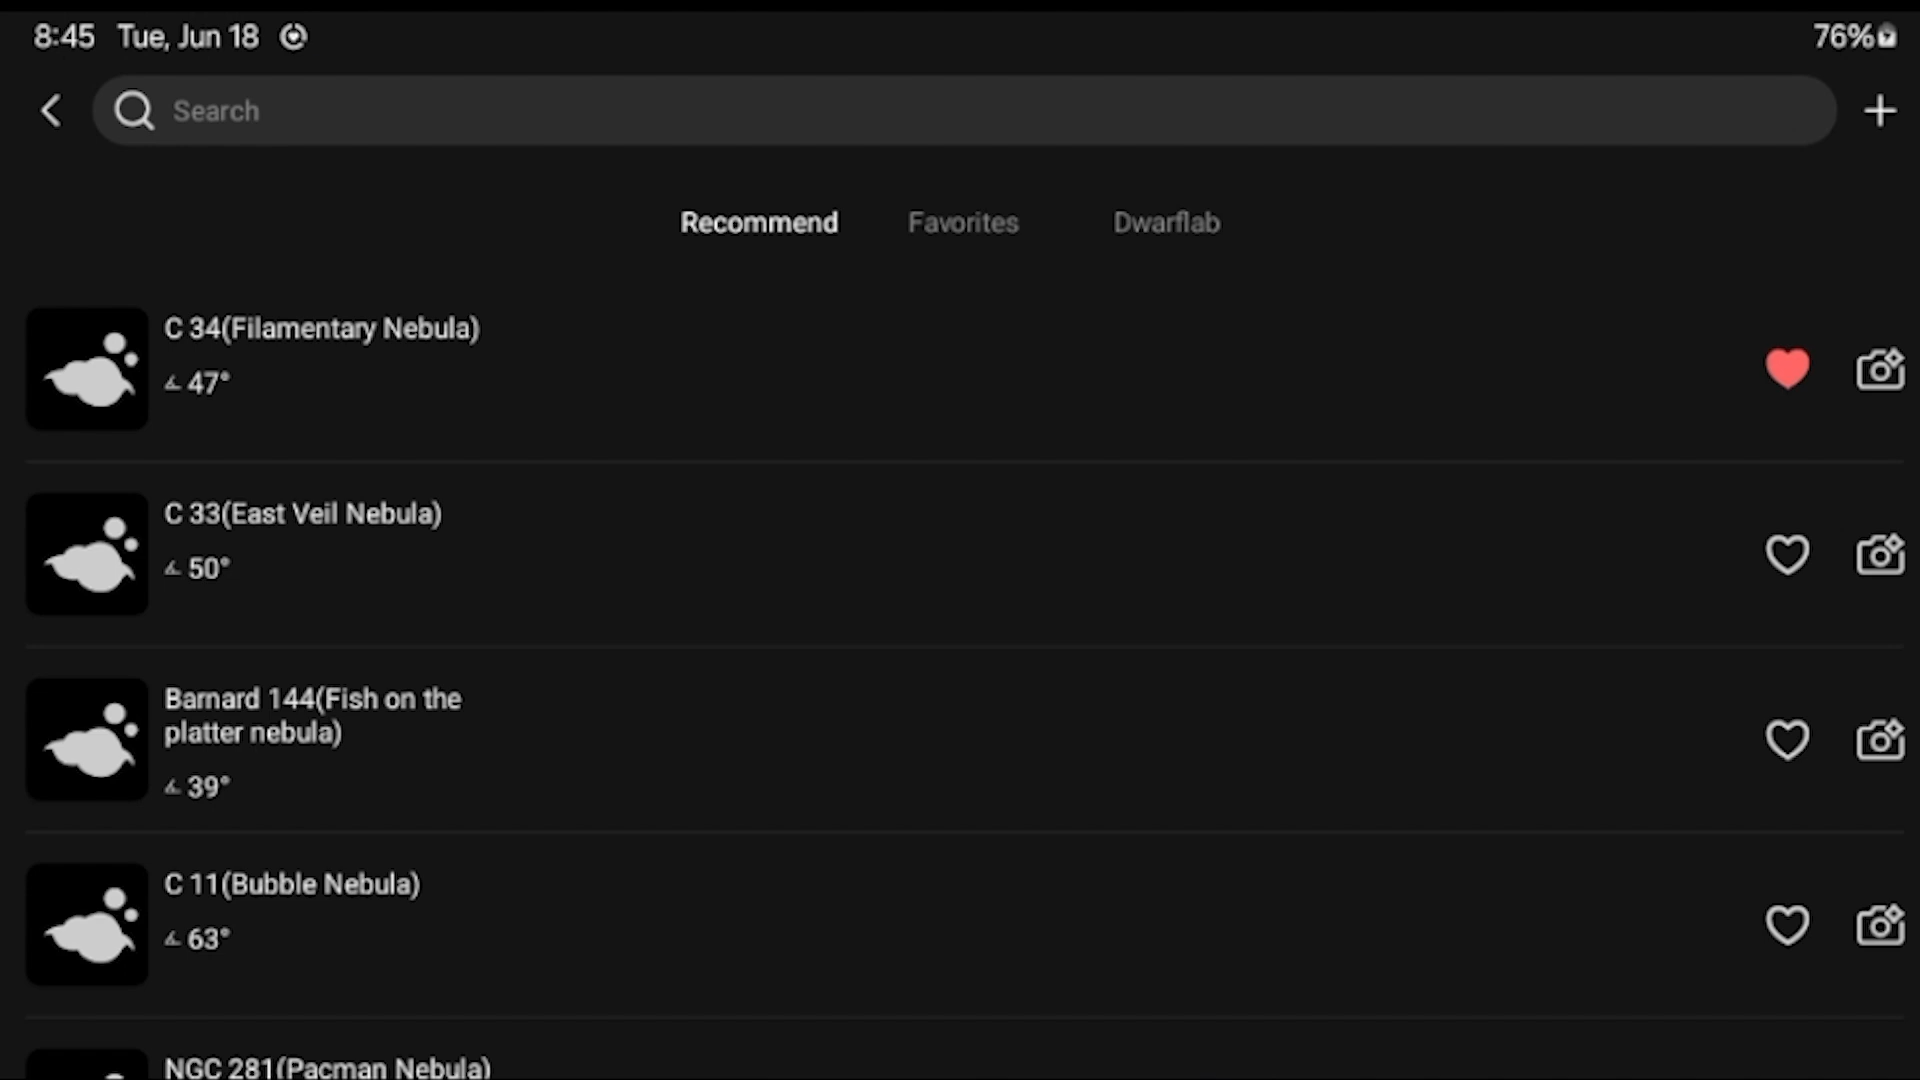 8:45 Tue, Jun 18
76%
Search
Recommend Favorites Dwarflab
C 34(Filamentary Nebula)
47°
C 33(East Veil Nebula)
50°
Barnard 144(Fish on the
platter nebula)
39°
C 11(Bubble Nebula)
63°
NGC 281(Pacman Nebula)